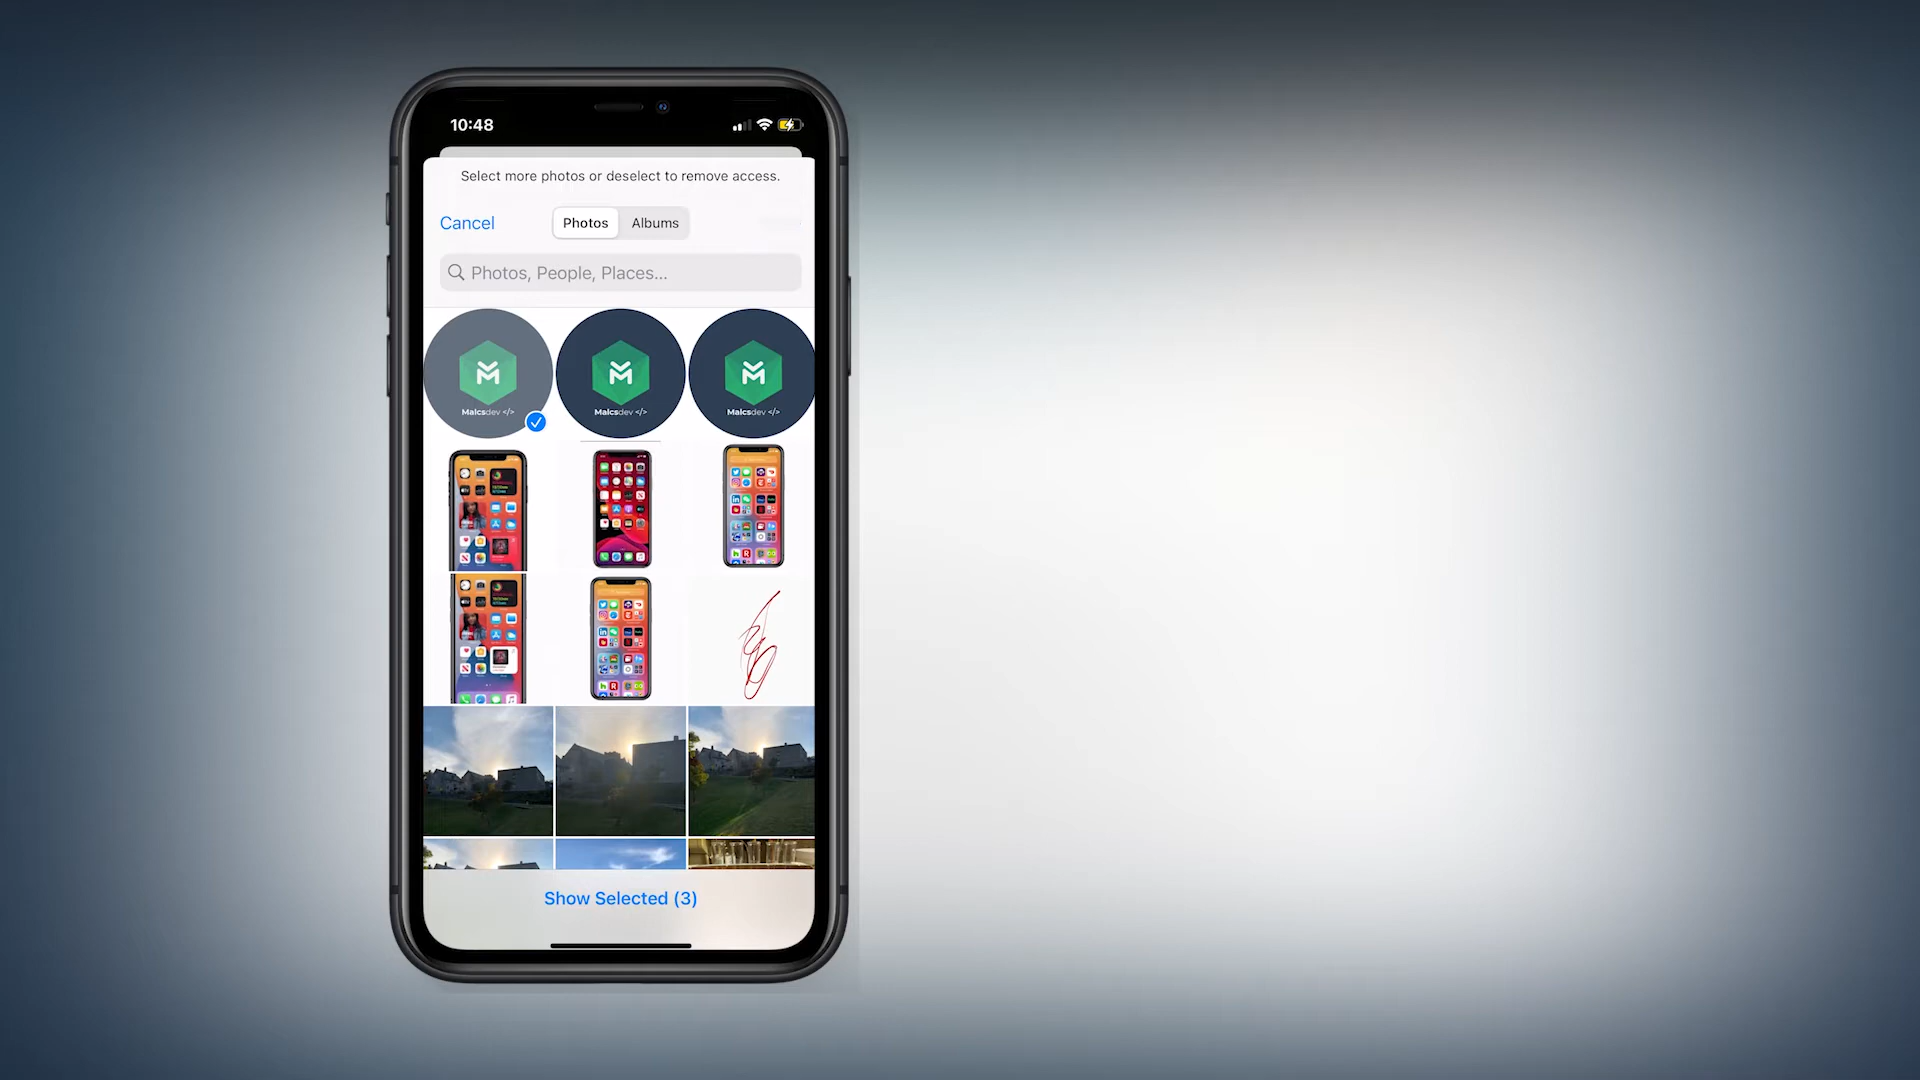 10:48
Select more photos or deselect to remove access.
Cancel
Photos
Albums
Photos, People, Places...
Malcsdev </>
Malcsdev </>
Malcsdev </>
Show Selected (3)